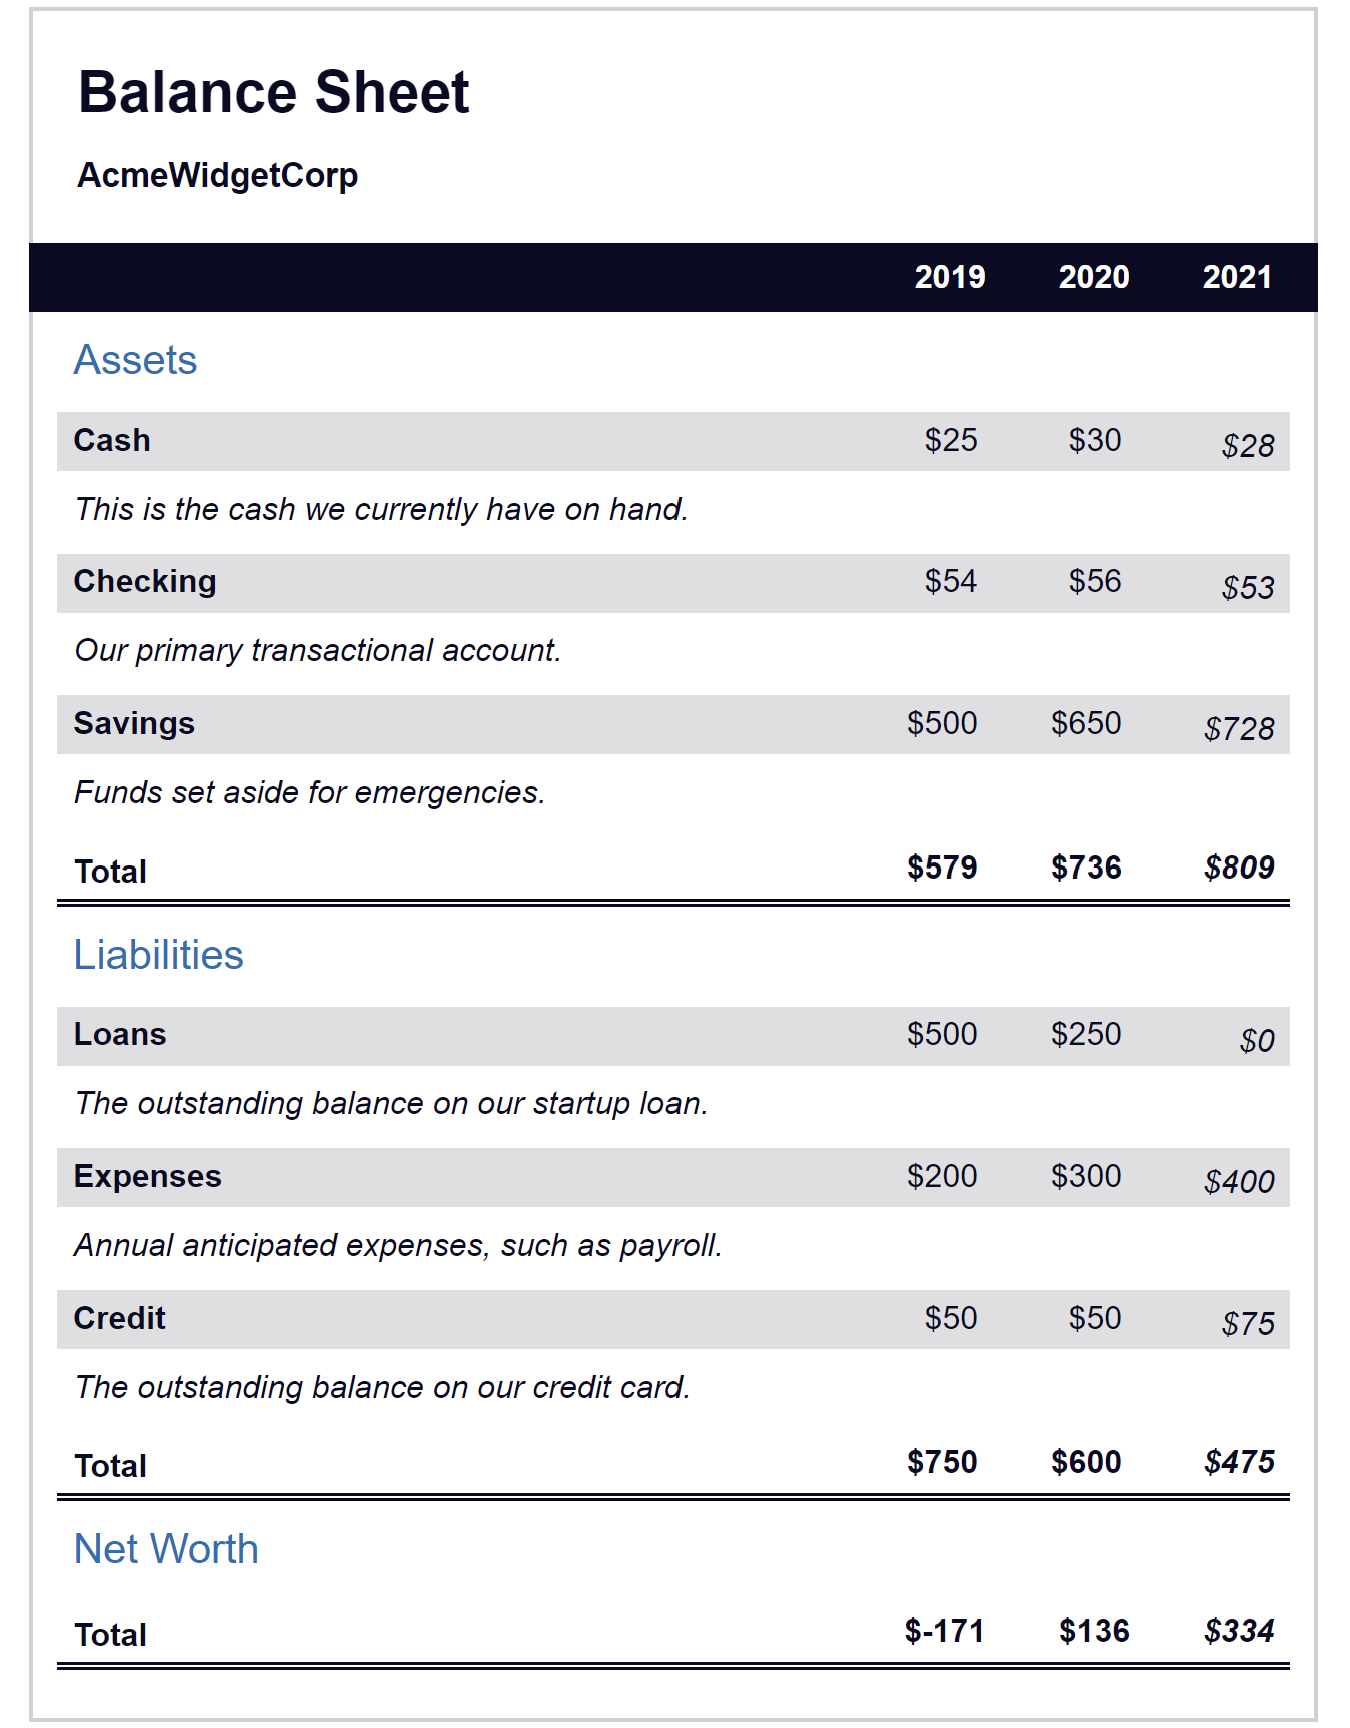 Balance Sheet
AcmeWidgetCorp
2019 2020 2021
Assets
Cash $25 $30 $28
This is the cash we currently have on hand.
Checking $54 $56 $53
Our primary transactional account.
Savings $500 $650 $728
Funds set aside for emergencies.
Total $579 $736 $809
Liabilities
Loans $500 $250 $0
The outstanding balance on our startup loan.
Expenses $200 $300 $400
Annual anticipated expenses, such as payroll.
Credit $50 $50 $75
The outstanding balance on our credit card.
Total $750 $600 $475
Net Worth
Total $-171 $136 $334